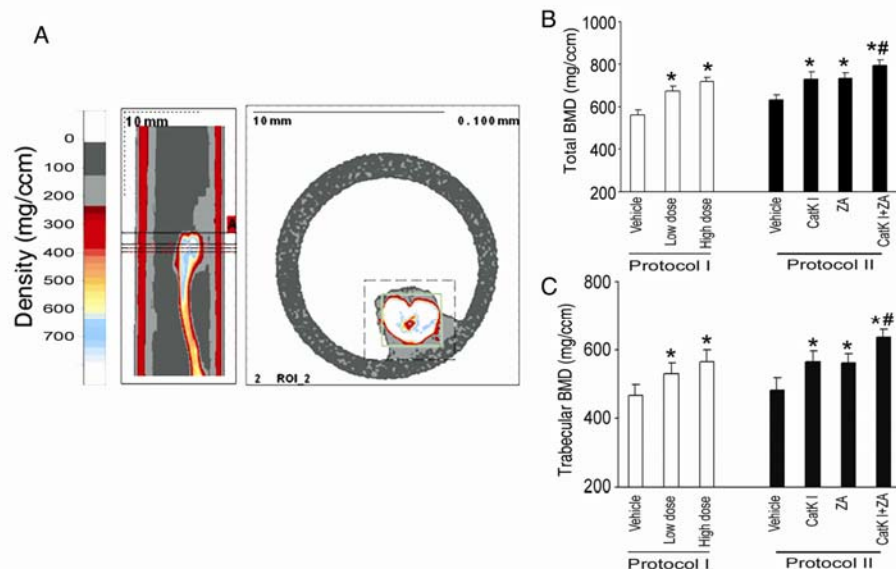 A
Density (mg/ccm)
0
100
200
300
400
500
600
700
10mm
A
10 mm
0.100 mm
2 ROI_2
B
Total BMD (mg/ccm)
1000
800
600
400
200
*
*
*
*
*#
Vehicle
Low dose
High dose
Vehicle
CatK I
ZA
CatK I+ZA
Protocol I
Protocol II
C
Trabecular BMD (mg/ccm)
800
600
400
200
*
*
*
*
*#
Vehicle
Low dose
High dose
Vehicle
CatK I
ZA
CatK I+ZA
Protocol I
Protocol II